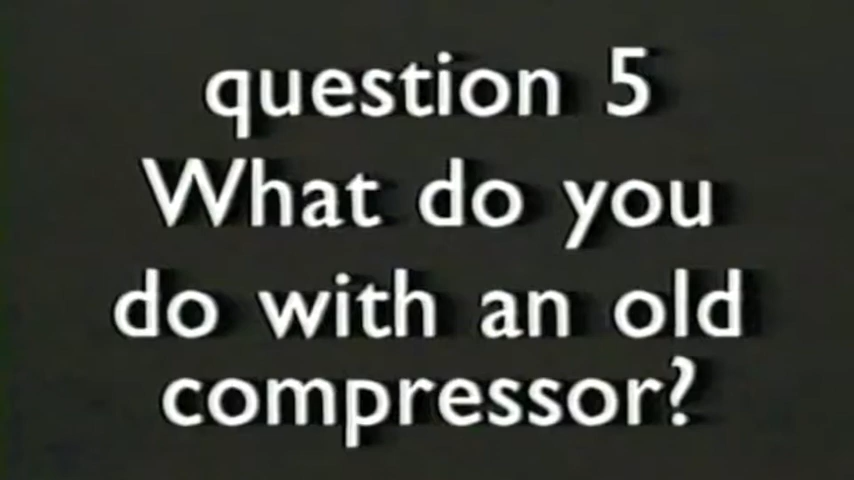 question 5
What do you
do with an old
compressor?